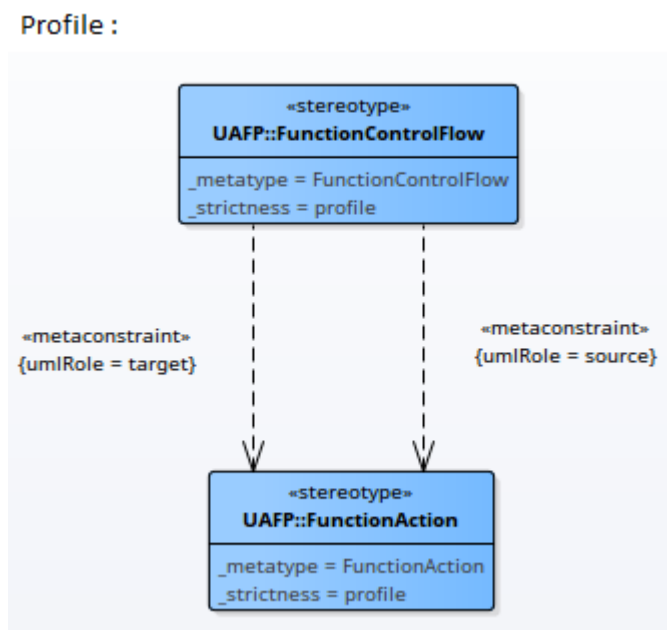 Profile :
«stereotype»
UAFP::FunctionControlFlow
_metatype = FunctionControlFlow
_strictness = profile
«metaconstraint»
{umlRole = target}
«metaconstraint»
{umlRole = source}
«stereotype»
UAFP::FunctionAction
_metatype = FunctionAction
_strictness = profile